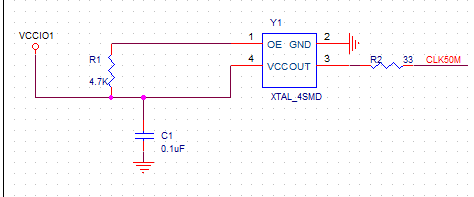 Y1
VCCIO1
1 OE GND 2
R1
4.7K
4 VCC OUT 3
R2 33 CLK50M
XTAL_4SMD
C1
0.1uF